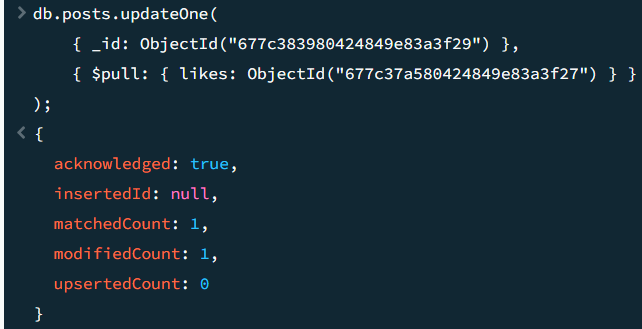 > db.posts.updateOne(
{ _id: ObjectId("677c383980424849e83a3f29") },
{ $pull: { likes: ObjectId("677c37a580424849e83a3f27") } }
);
< {
acknowledged: true,
insertedId: null,
matchedCount: 1,
modifiedCount: 1,
upsertedCount: 0
}